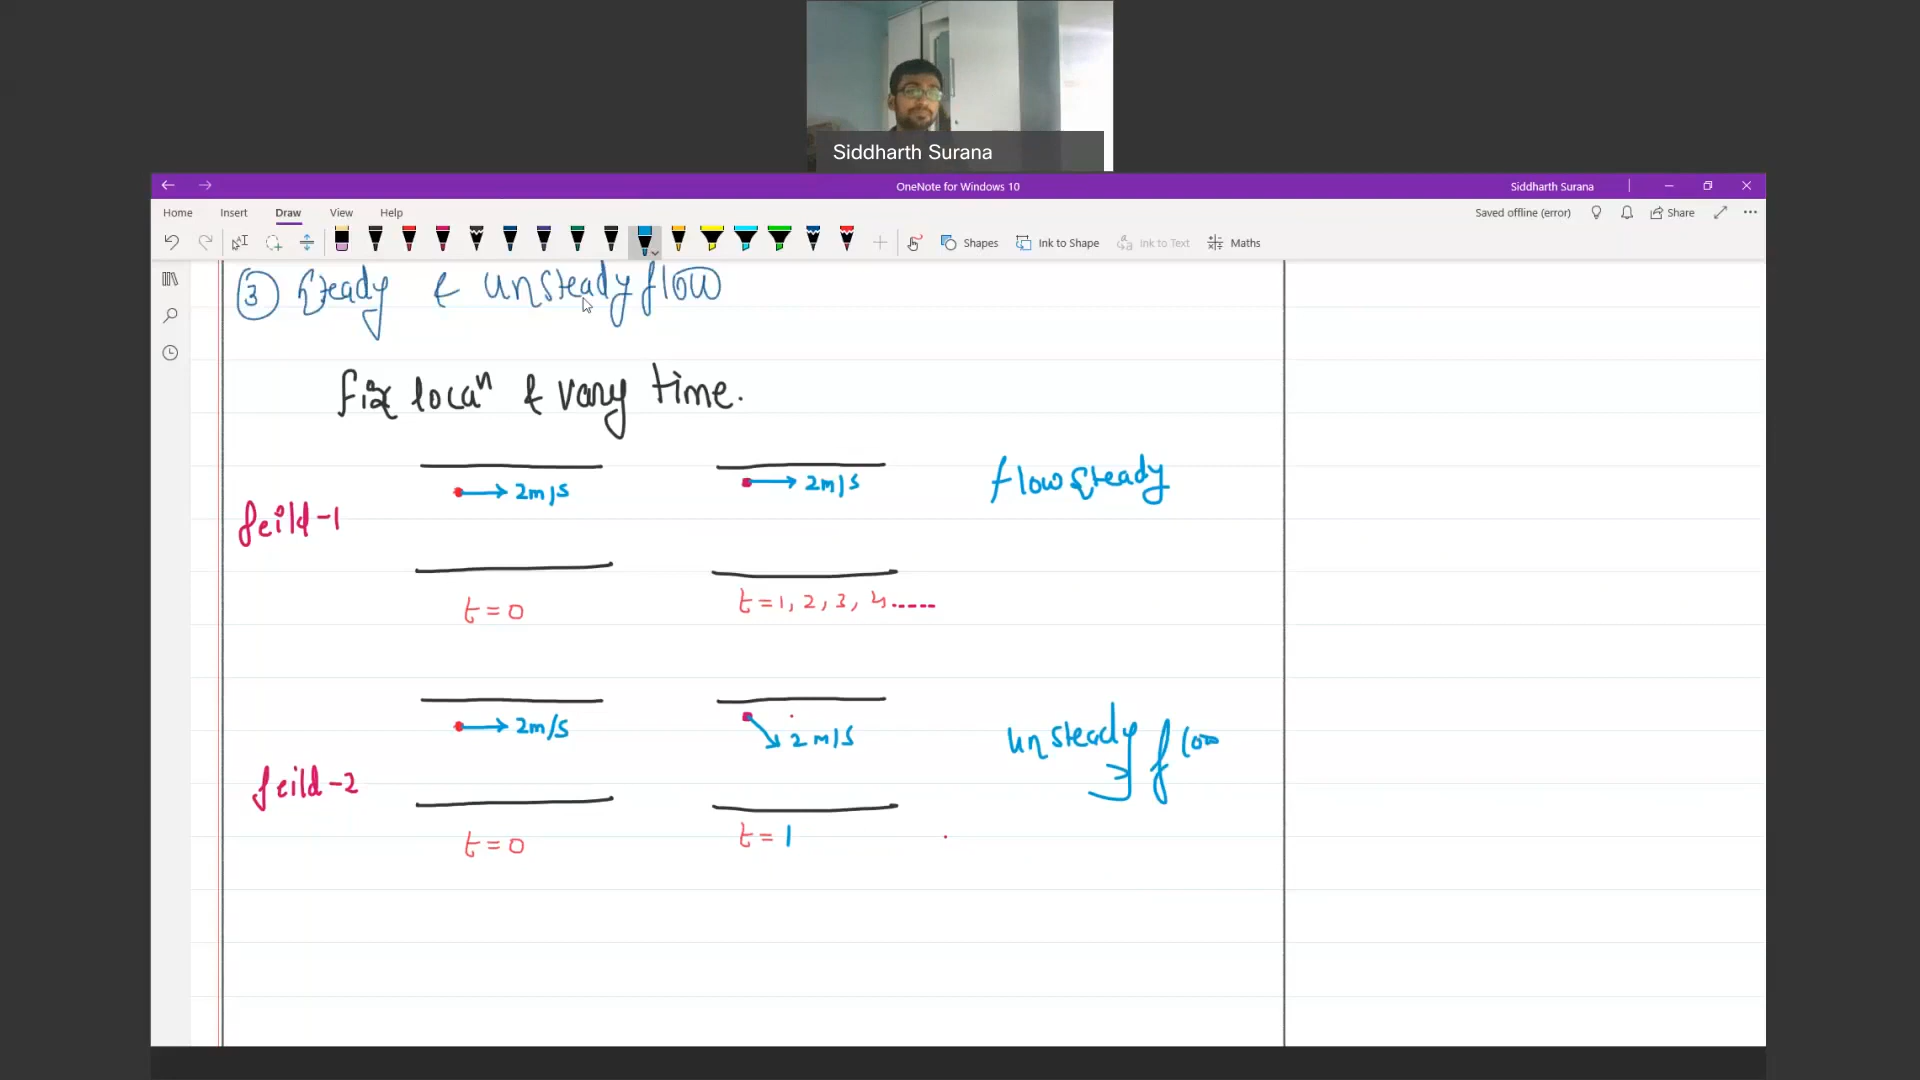 Siddharth Surana
OneNote for Windows 10
Siddharth Surana
Home Insert Draw View Help
Saved offline (error)
Share
Shapes
Ink to Shape
Ink to Text
Maths
③ Steady & unsteady flow
fix locaⁿ & vary time.
feild-1
2m/s
2m/s
flow steady
t = 0
t = 1, 2, 3, 4......
feild-2
2m/s
2 m/s
unsteady flow
t = 0
t = 1